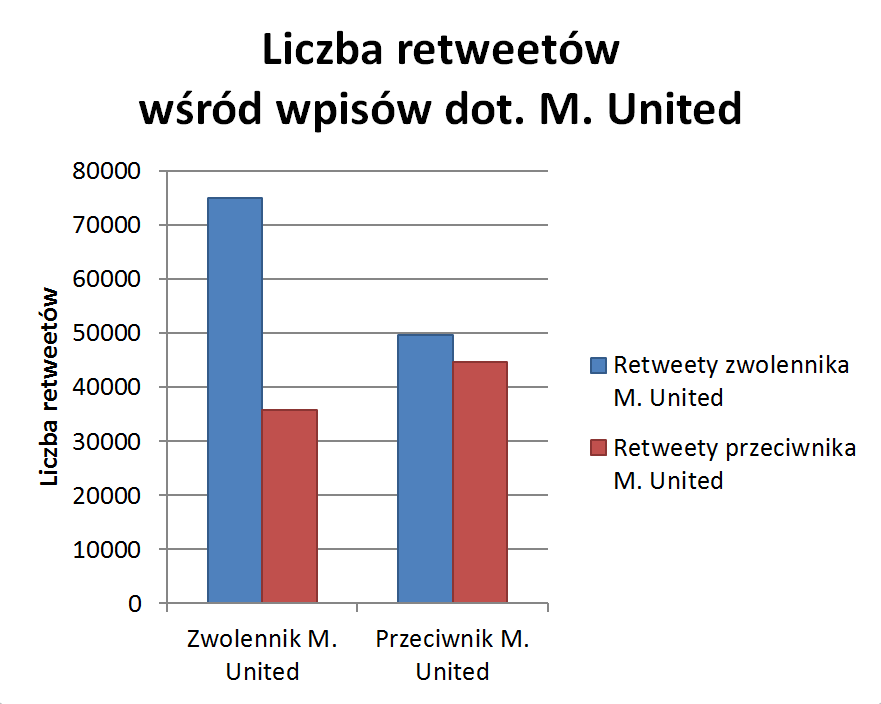 Liczba retweetów
wśród wpisów dot. M. United
80000
70000
60000
50000
40000
30000
20000
10000
0
Liczba retweetów
Zwolennik M.
United
Przeciwnik M.
United
Retweety zwolennika
M. United
Retweety przeciwnika
M. United